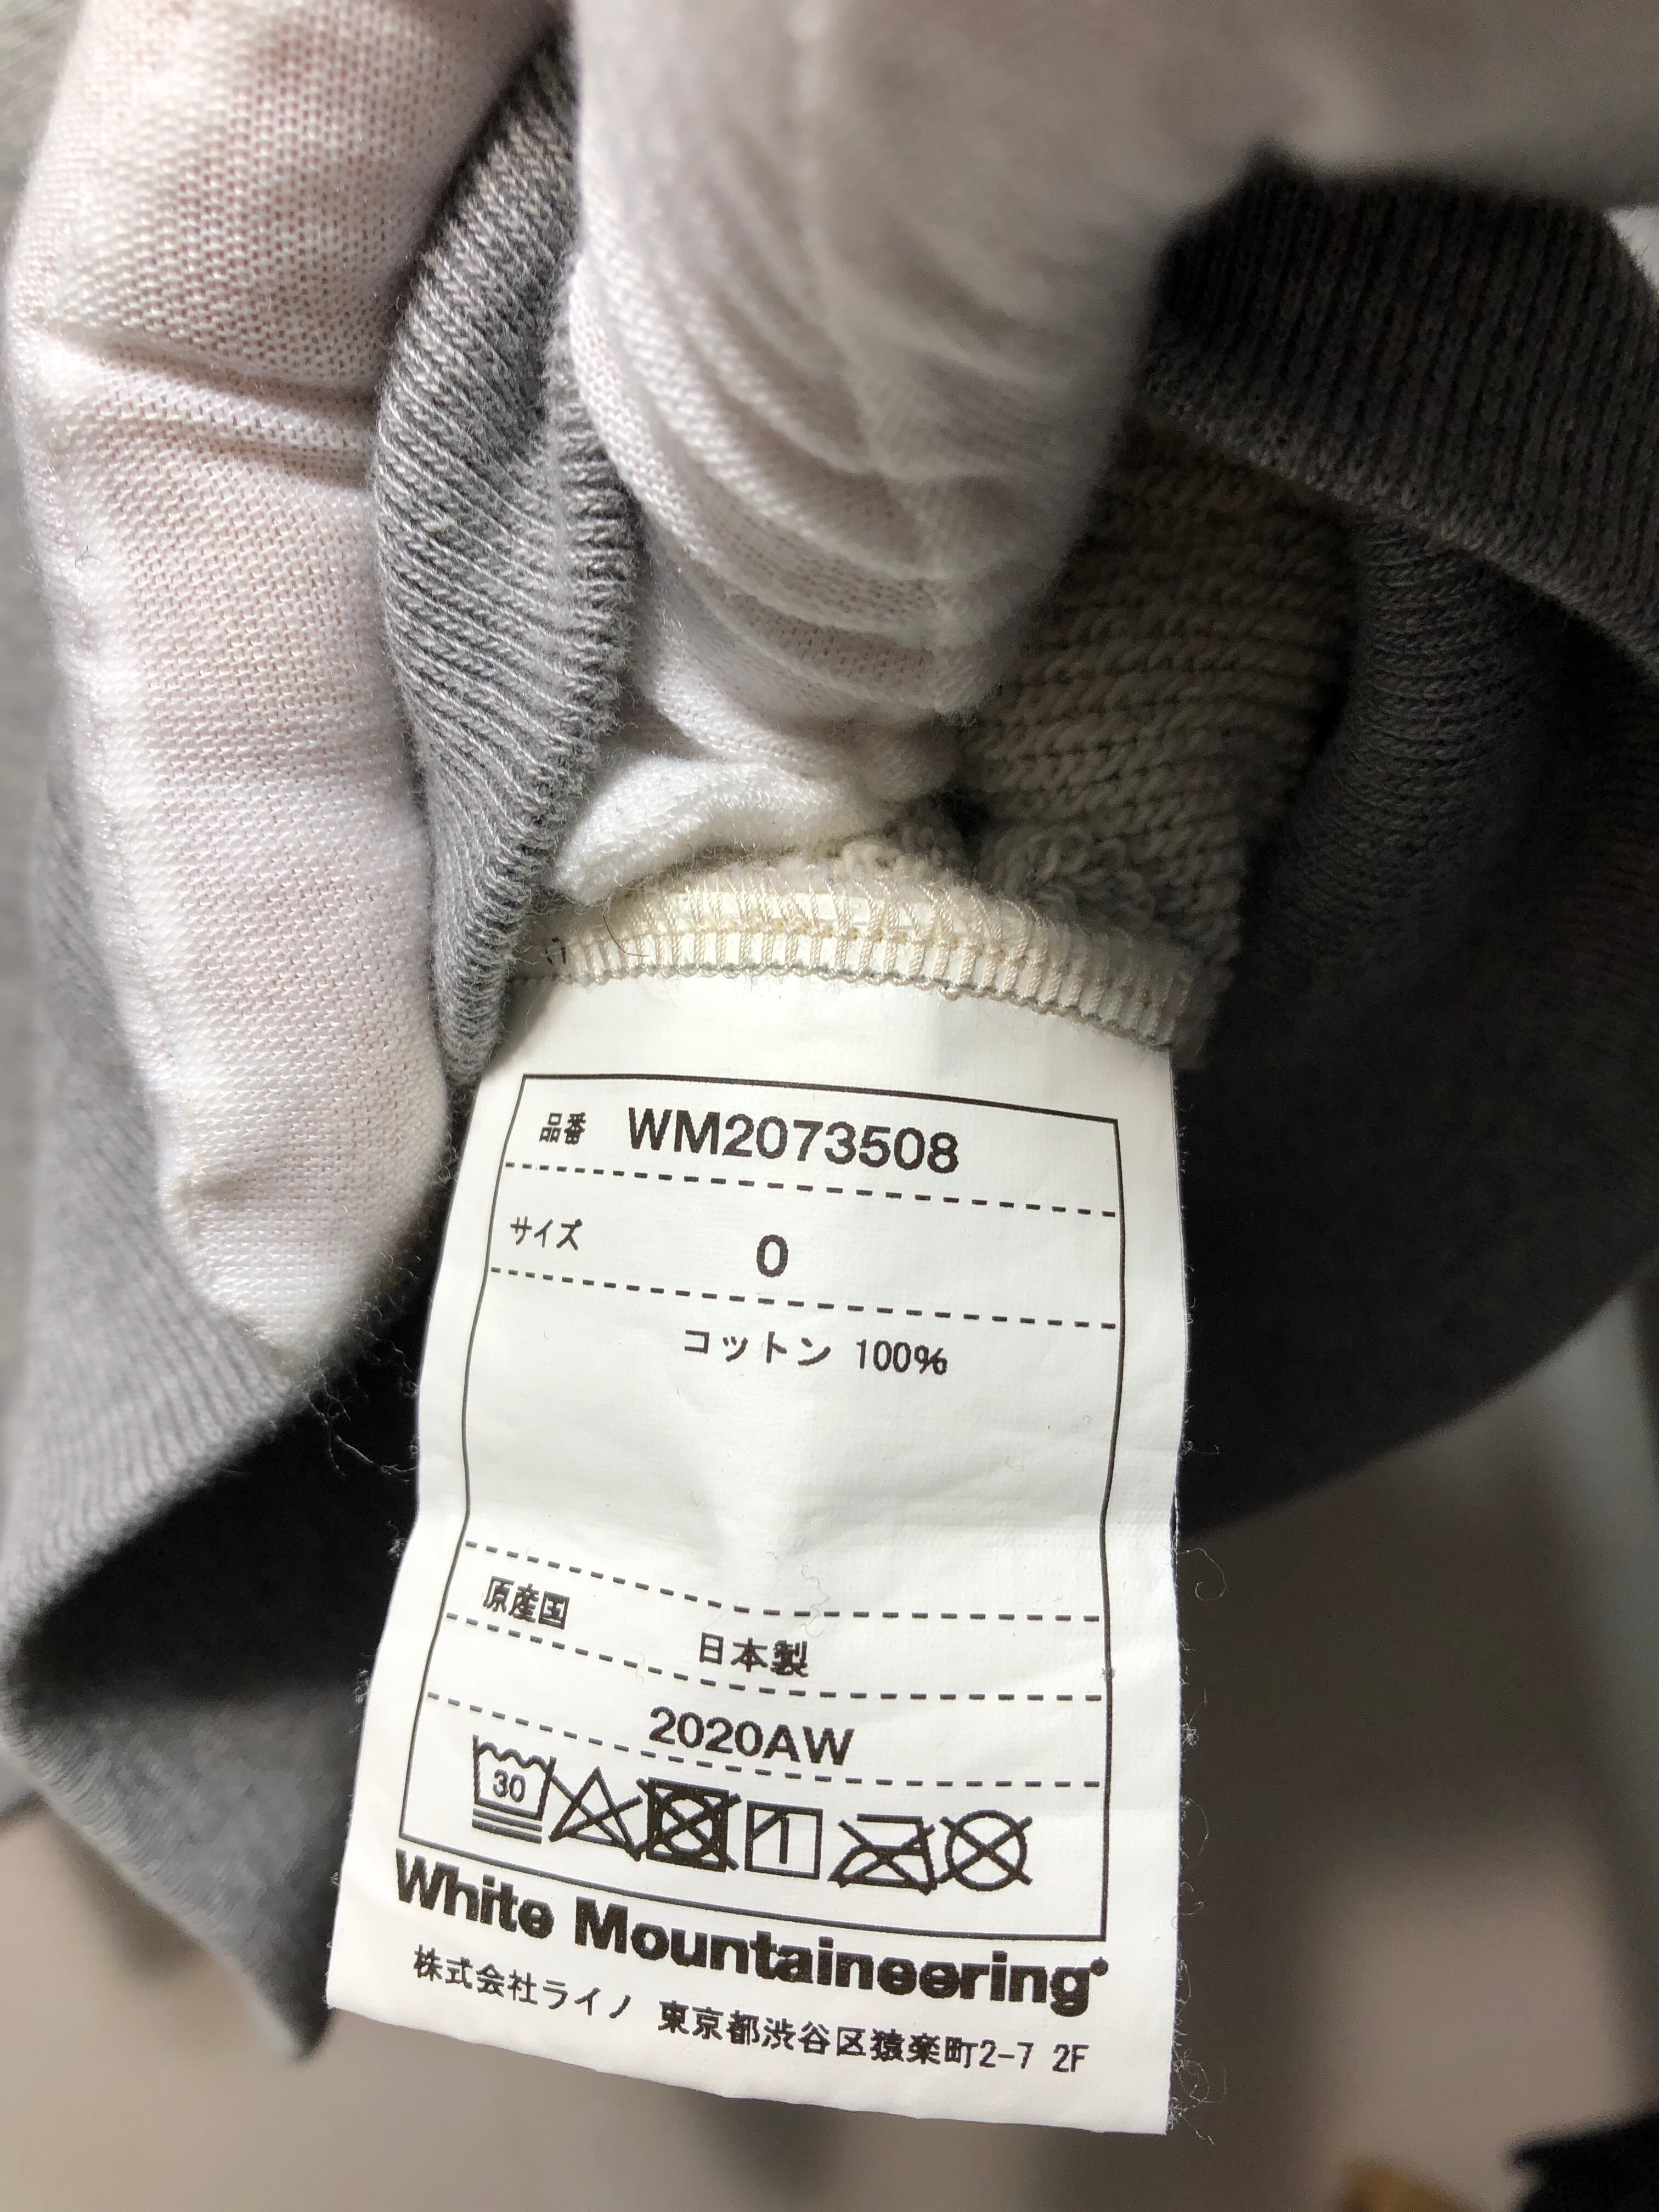 品番 WM2073508
サイズ 0
コットン 100%
原産国
日本製
2020AW
30
White Mountaineering
株式会社ライノ 東京都渋谷区猿楽町2-7 2F